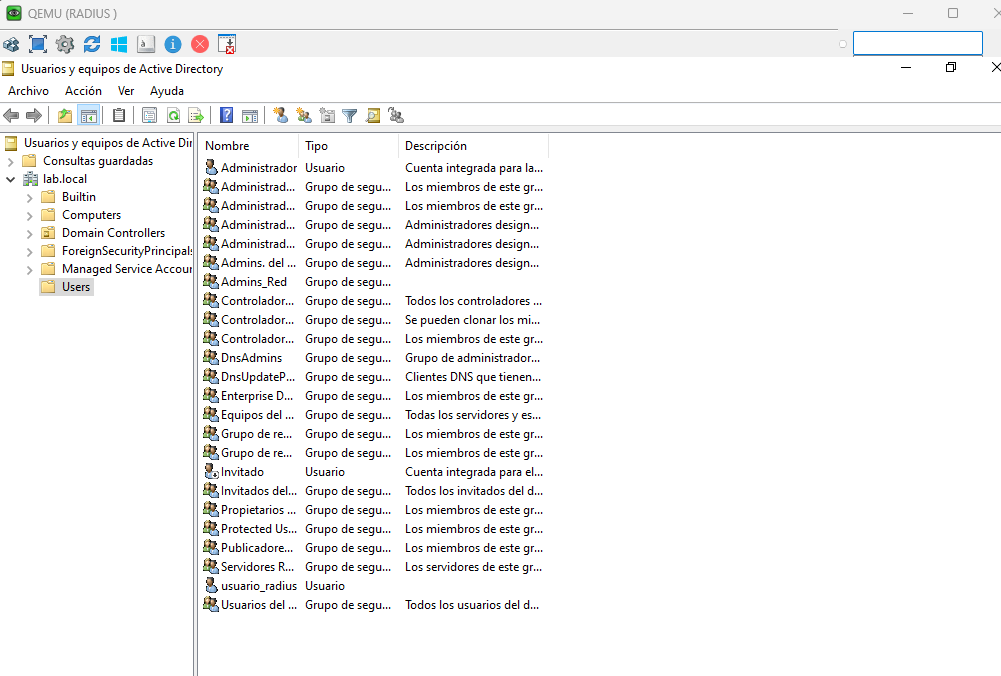 QEMU (RADIUS )
Usuarios y equipos de Active Directory
Archivo Acción Ver Ayuda
Usuarios y equipos de Active Dir
Consultas guardadas
lab.local
Builtin
Computers
Domain Controllers
ForeignSecurityPrincipals
Managed Service Accour
Users
Nombre Tipo Descripción
Administrador Usuario Cuenta integrada para la...
Administrad... Grupo de segu... Los miembros de este gr...
Administrad... Grupo de segu... Los miembros de este gr...
Administrad... Grupo de segu... Administradores design...
Administrad... Grupo de segu... Administradores design...
Admins. del ... Grupo de segu... Administradores design...
Admins_Red Grupo de segu...
Controlador... Grupo de segu... Todos los controladores ...
Controlador... Grupo de segu... Se pueden clonar los mi...
Controlador... Grupo de segu... Los miembros de este gr...
DnsAdmins Grupo de segu... Grupo de administrador...
DnsUpdateP... Grupo de segu... Clientes DNS que tienen...
Enterprise D... Grupo de segu... Los miembros de este gr...
Equipos del ... Grupo de segu... Todas los servidores y es...
Grupo de re... Grupo de segu... Los miembros de este gr...
Grupo de re... Grupo de segu... Los miembros de este gr...
Invitado Usuario Cuenta integrada para el...
Invitados del... Grupo de segu... Todos los invitados del d...
Propietarios ... Grupo de segu... Los miembros de este gr...
Protected Us... Grupo de segu... Los miembros de este gr...
Publicadore... Grupo de segu... Los miembros de este gr...
Servidores R... Grupo de segu... Los servidores de este gr...
usuario_radius Usuario
Usuarios del ... Grupo de segu... Todos los usuarios del d...